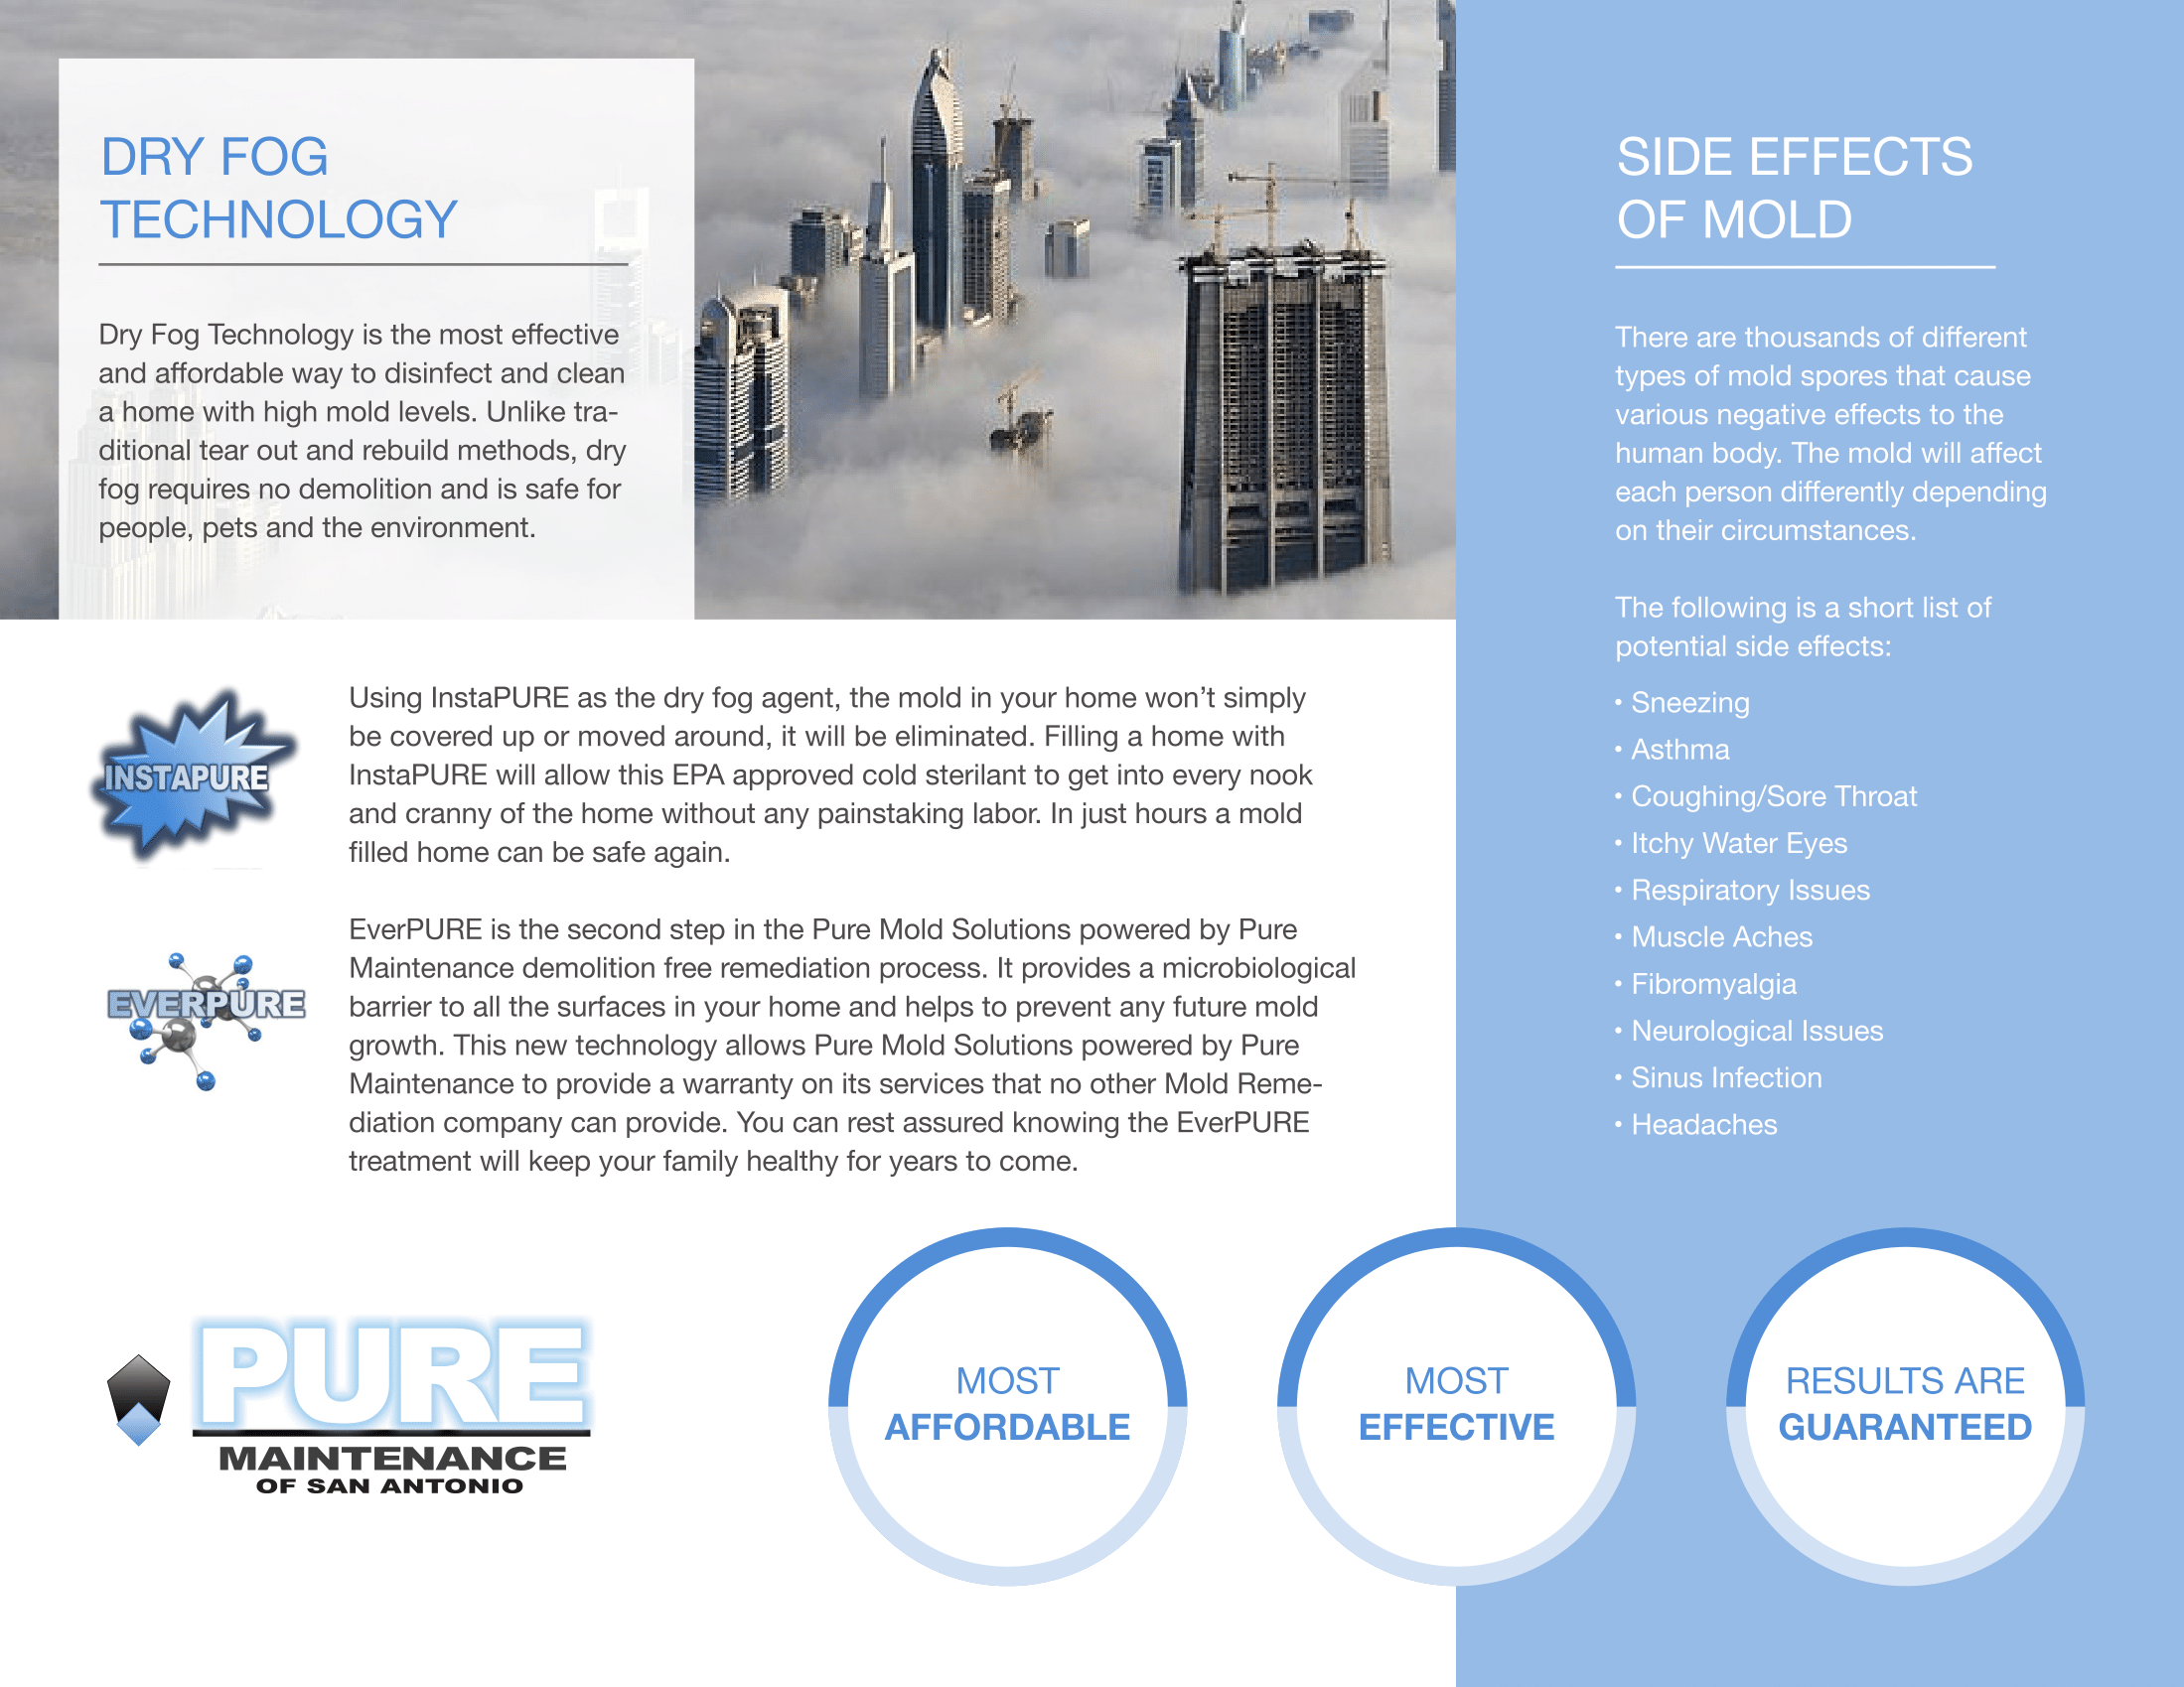 DRY FOG
TECHNOLOGY
Dry Fog Technology is the most effective
and affordable way to disinfect and clean
a home with high mold levels. Unlike tra-
ditional tear out and rebuild methods, dry
fog requires no demolition and is safe for
people, pets and the environment.
INSTAPURE
Using InstaPURE as the dry fog agent, the mold in your home won’t simply
be covered up or moved around, it will be eliminated. Filling a home with
InstaPURE will allow this EPA approved cold sterilant to get into every nook
and cranny of the home without any painstaking labor. In just hours a mold
filled home can be safe again.
EVERPURE
EverPURE is the second step in the Pure Mold Solutions powered by Pure
Maintenance demolition free remediation process. It provides a microbiological
barrier to all the surfaces in your home and helps to prevent any future mold
growth. This new technology allows Pure Mold Solutions powered by Pure
Maintenance to provide a warranty on its services that no other Mold Reme-
diation company can provide. You can rest assured knowing the EverPURE
treatment will keep your family healthy for years to come.
SIDE EFFECTS
OF MOLD
There are thousands of different
types of mold spores that cause
various negative effects to the
human body. The mold will affect
each person differently depending
on their circumstances.
The following is a short list of
potential side effects:
• Sneezing
• Asthma
• Coughing/Sore Throat
• Itchy Water Eyes
• Respiratory Issues
• Muscle Aches
• Fibromyalgia
• Neurological Issues
• Sinus Infection
• Headaches
PURE
MAINTENANCE
OF SAN ANTONIO
MOST
AFFORDABLE
MOST
EFFECTIVE
RESULTS ARE
GUARANTEED